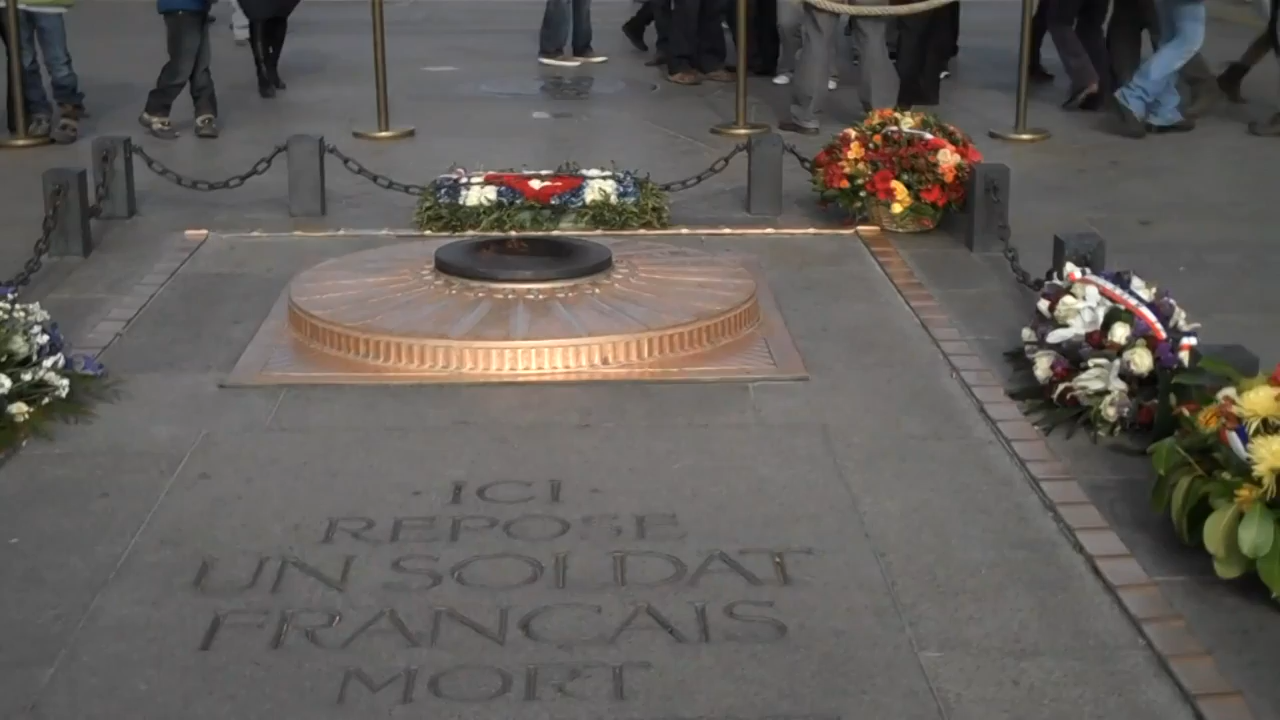 · ICI ·
REPOSE
UN SOLDAT
FRANÇAIS
MORT